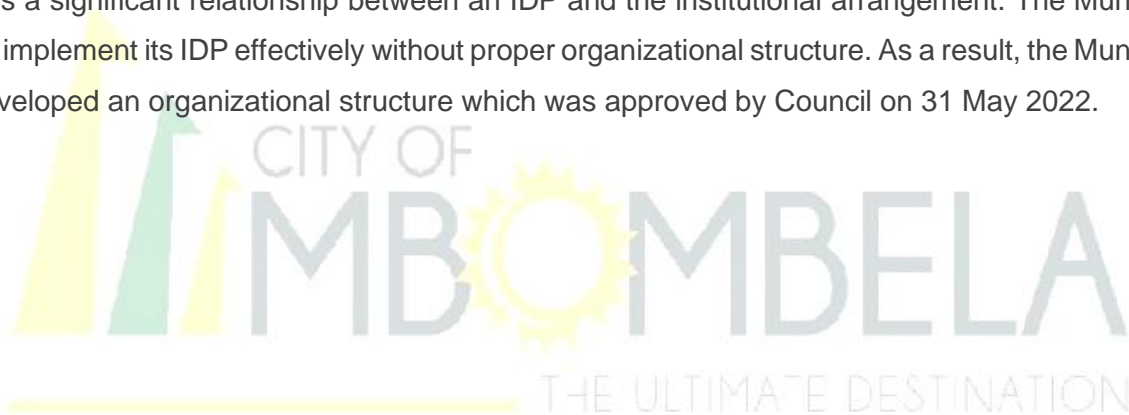 s a significant relationship between an IDP and the institutional arrangement. The Mun
implement its IDP effectively without proper organizational structure. As a result, the Mun
veloped an organizational structure which was approved by Council on 31 May 2022.
CITY OF
MBOMBELA
THE ULTIMATE DESTINATION